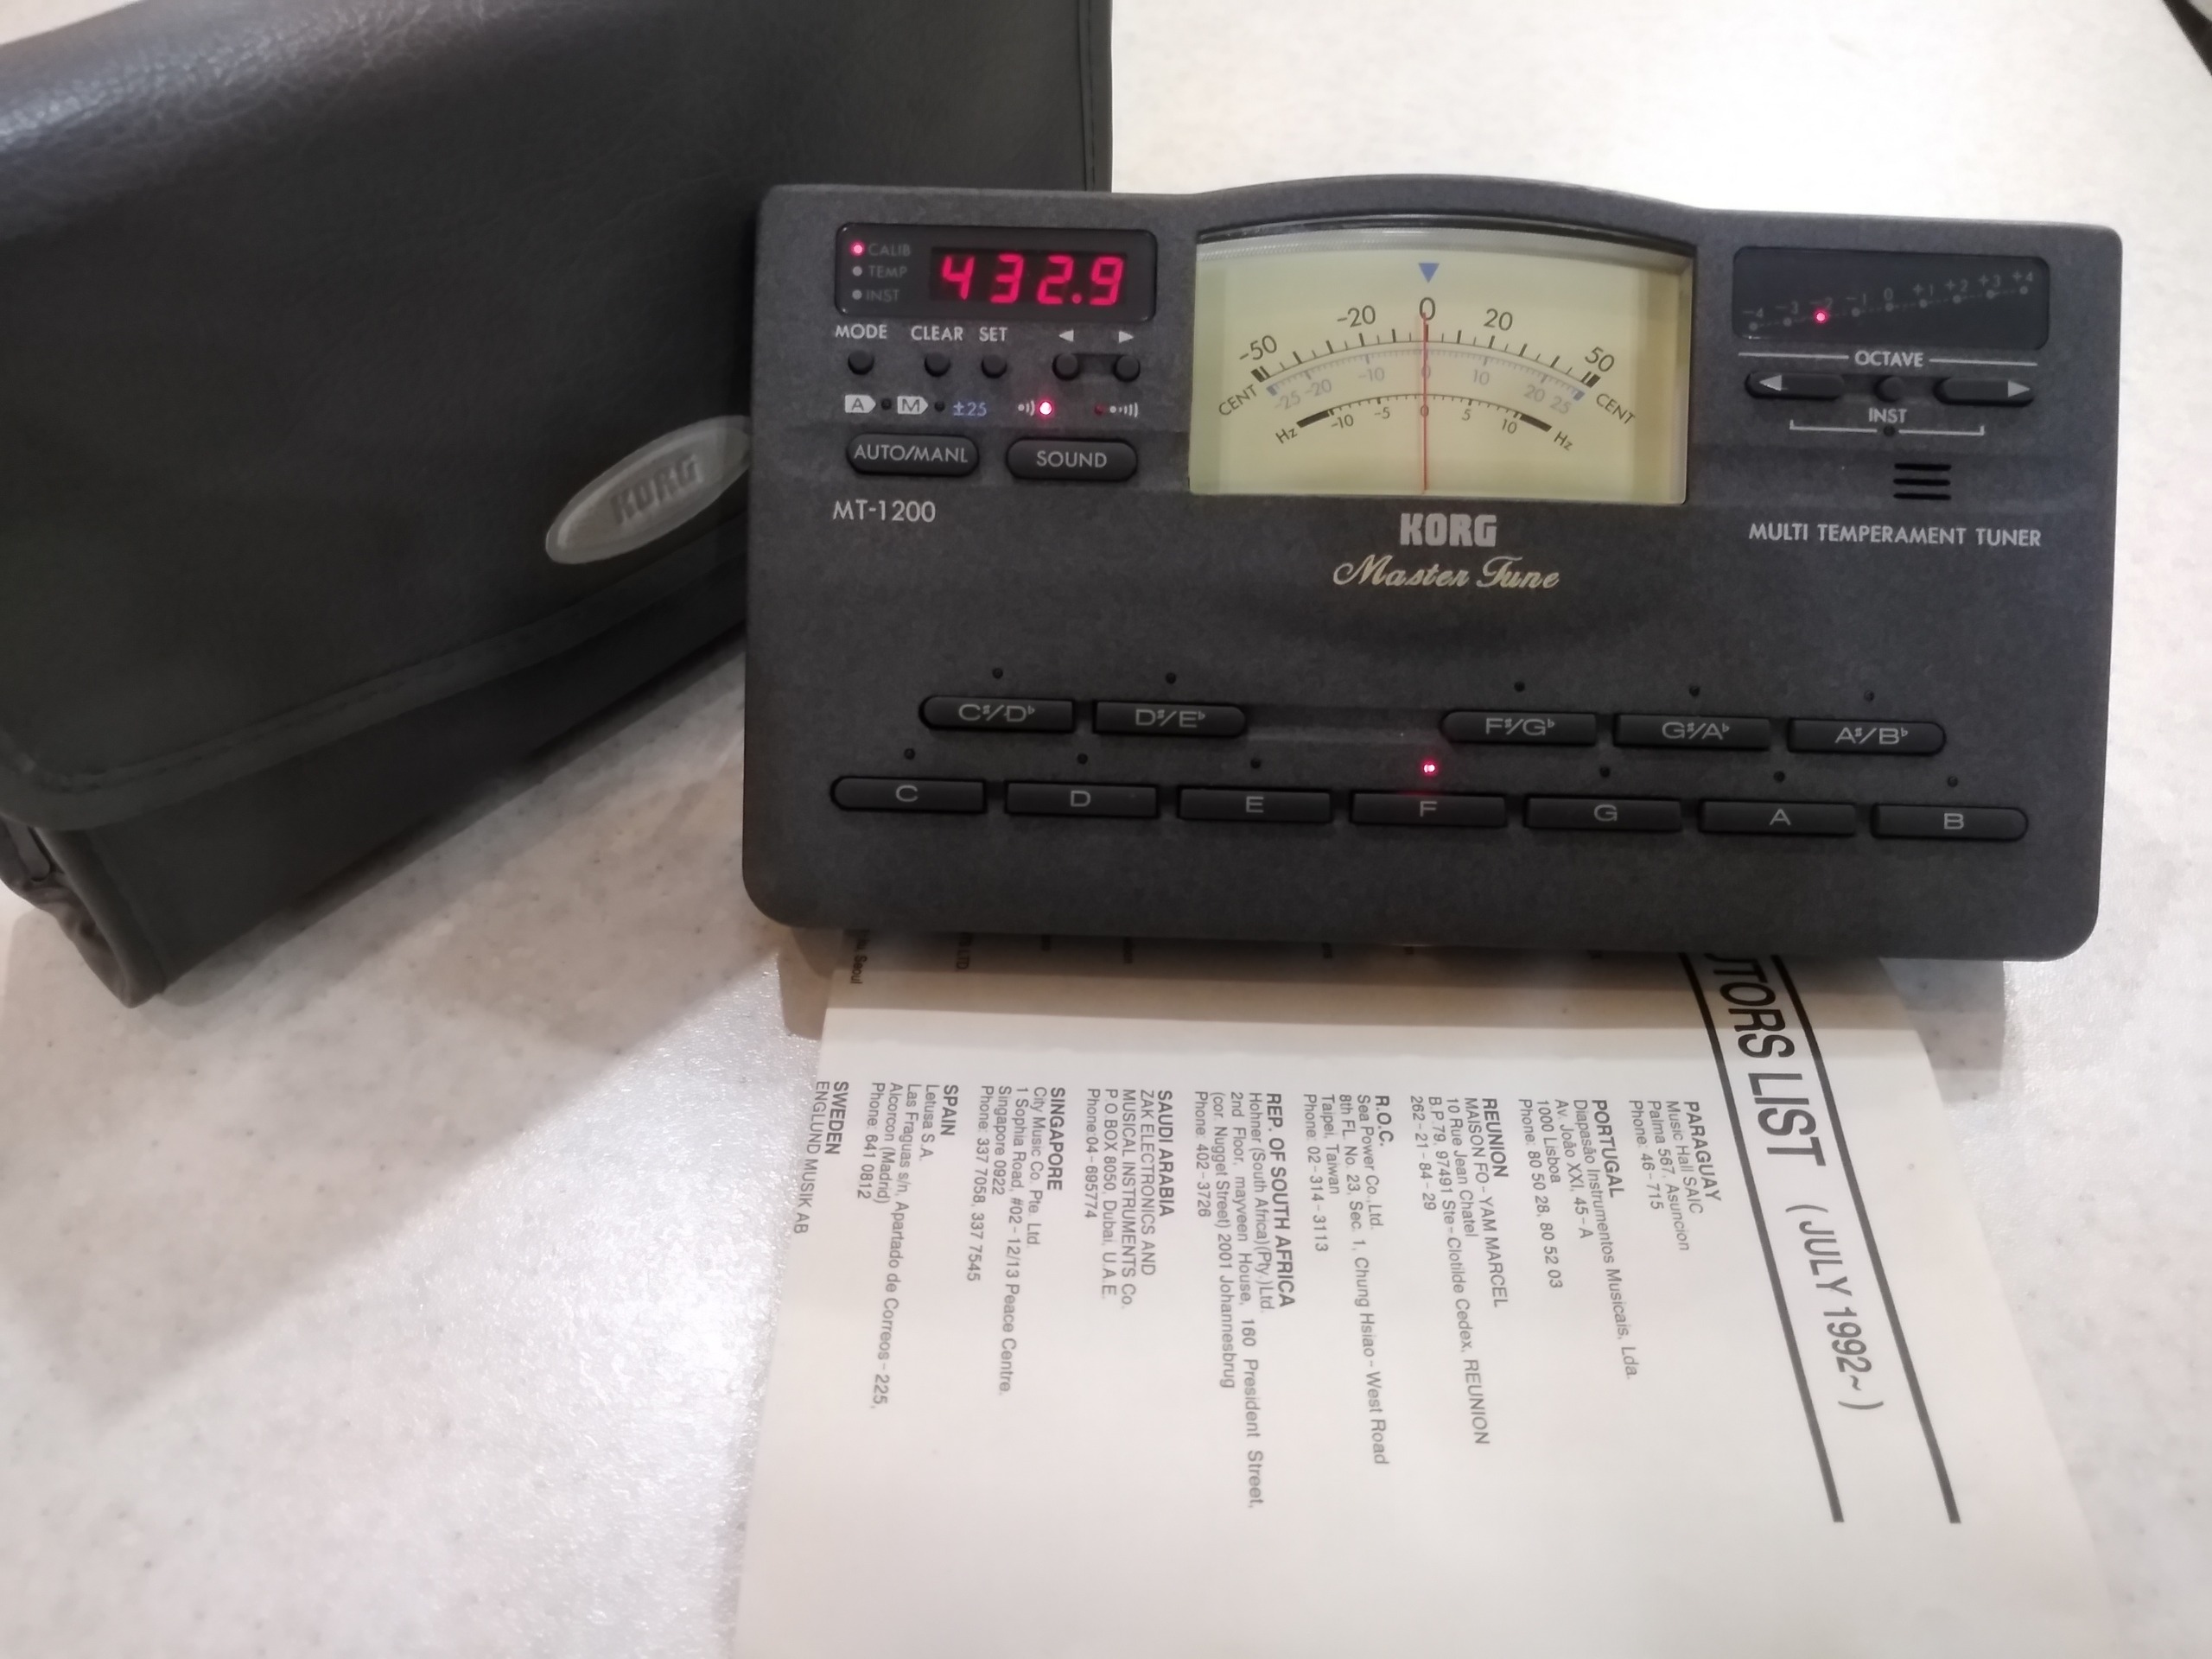 KORG
CALIB
TEMP
INST
432.9
MODE CLEAR SET
A M ±25
AUTO/MANL SOUND
MT-1200
-50 -20 0 20 50
CENT -25 -20 -10 0 10 20 25 CENT
Hz -10 -5 0 5 10 Hz
KORG
Master Tune
-4 -3 -2 -1 0 +1 +2 +3 +4
OCTAVE
INST
MULTI TEMPERAMENT TUNER
C♯/D♭ D♯/E♭ F♯/G♭ G♯/A♭ A♯/B♭
C D E F G A B
UTORS LIST (JULY 1992~)
PARAGUAY
Music Hall SAIC
Palma 567, Asuncion
Phone: 46-715
PORTUGAL
Diapasão Instrumentos Musicais, Lda.
Av. João XXI, 45-A
1000 Lisboa
Phone: 80 50 28, 80 52 03
REUNION
MAISON FO-YAM MARCEL
10 Rue Jean Chatel
B.P. 79, 97491 Ste-Clotilde Cedex, REUNION
262-21-84-29
R.O.C.
Sea Power Co., Ltd.
8th FL. No. 23, Sec. 1, Chung Hsiao-West Road
Taipei, Taiwan
Phone: 02-314-3113
REP. OF SOUTH AFRICA
Hohner (South Africa) (Pty.) Ltd.
2nd Floor, mayveen House, 160 President Street,
(cor. Nugget Street) 2001 Johannesbrug
Phone: 402-3726
SAUDI ARABIA
ZAK ELECTRONICS AND
MUSICAL INSTRUMENTS Co.
P.O BOX 8050, Dubai, U.A.E.
Phone:04-695774
SINGAPORE
City Music Co. Pte. Ltd.
1 Sophia Road, #02-12/13 Peace Centre.
Singapore 0922
Phone: 337 7058, 337 7545
SPAIN
Letusa S.A.
Las Fraguas s/n, Apartado de Correos-225,
Alcorcon (Madrid)
Phone: 641 0812
SWEDEN
ENGLUND MUSIK AB
LTD.
Seoul